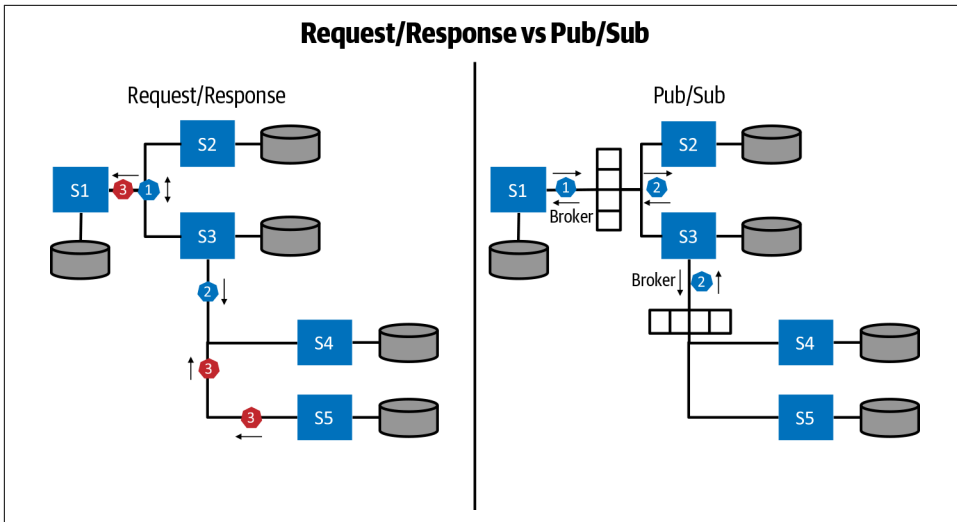 Request/Response vs Pub/Sub
Request/Response
S2
S1
3
1
S3
2
S4
3
3
S5
Pub/Sub
S2
S1
1
2
Broker
S3
Broker
2
S4
S5